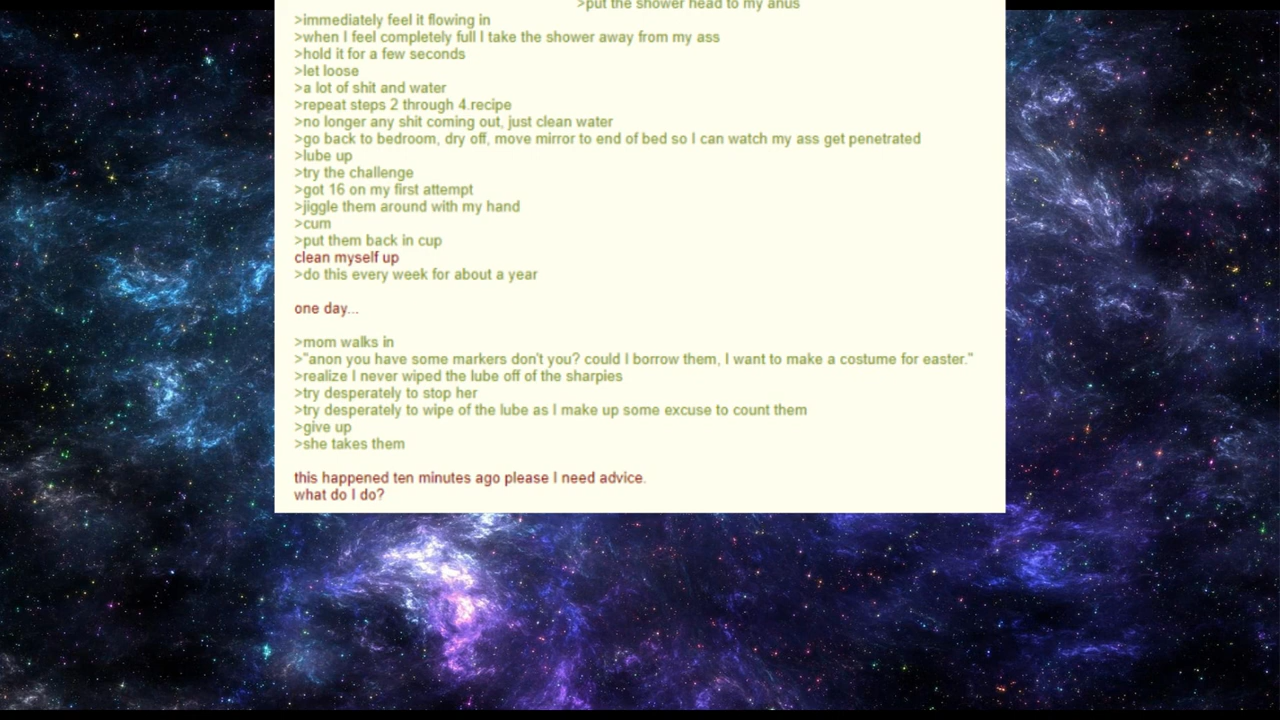 >put the shower head to my anus
>immediately feel it flowing in
>when I feel completely full I take the shower away from my ass
>hold it for a few seconds
>let loose
>a lot of shit and water
>repeat steps 2 through 4.recipe
>no longer any shit coming out, just clean water
>go back to bedroom, dry off, move mirror to end of bed so I can watch my ass get penetrated
>lube up
>try the challenge
>got 16 on my first attempt
>jiggle them around with my hand
>cum
>put them back in cup
clean myself up
>do this every week for about a year
one day...
>mom walks in
>"anon you have some markers don't you? could I borrow them, I want to make a costume for easter."
>realize I never wiped the lube off of the sharpies
>try desperately to stop her
>try desperately to wipe of the lube as I make up some excuse to count them
>give up
>she takes them
this happened ten minutes ago please I need advice.
what do I do?